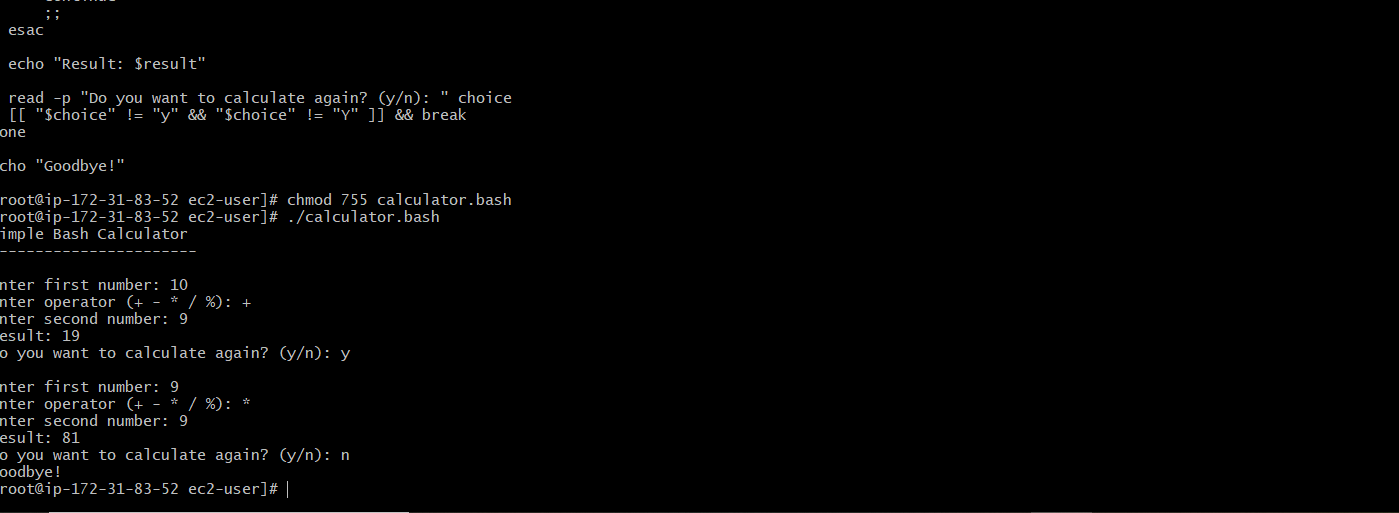 ;;
esac
echo "Result: $result"
read -p "Do you want to calculate again? (y/n): " choice
[[ "$choice" != "y" && "$choice" != "Y" ]] && break
one
cho "Goodbye!"
root@ip-172-31-83-52 ec2-user]# chmod 755 calculator.bash
root@ip-172-31-83-52 ec2-user]# ./calculator.bash
imple Bash Calculator
----------------------
nter first number: 10
nter operator (+ - * / %): +
nter second number: 9
esult: 19
o you want to calculate again? (y/n): y
nter first number: 9
nter operator (+ - * / %): *
nter second number: 9
esult: 81
o you want to calculate again? (y/n): n
oodbye!
root@ip-172-31-83-52 ec2-user]#